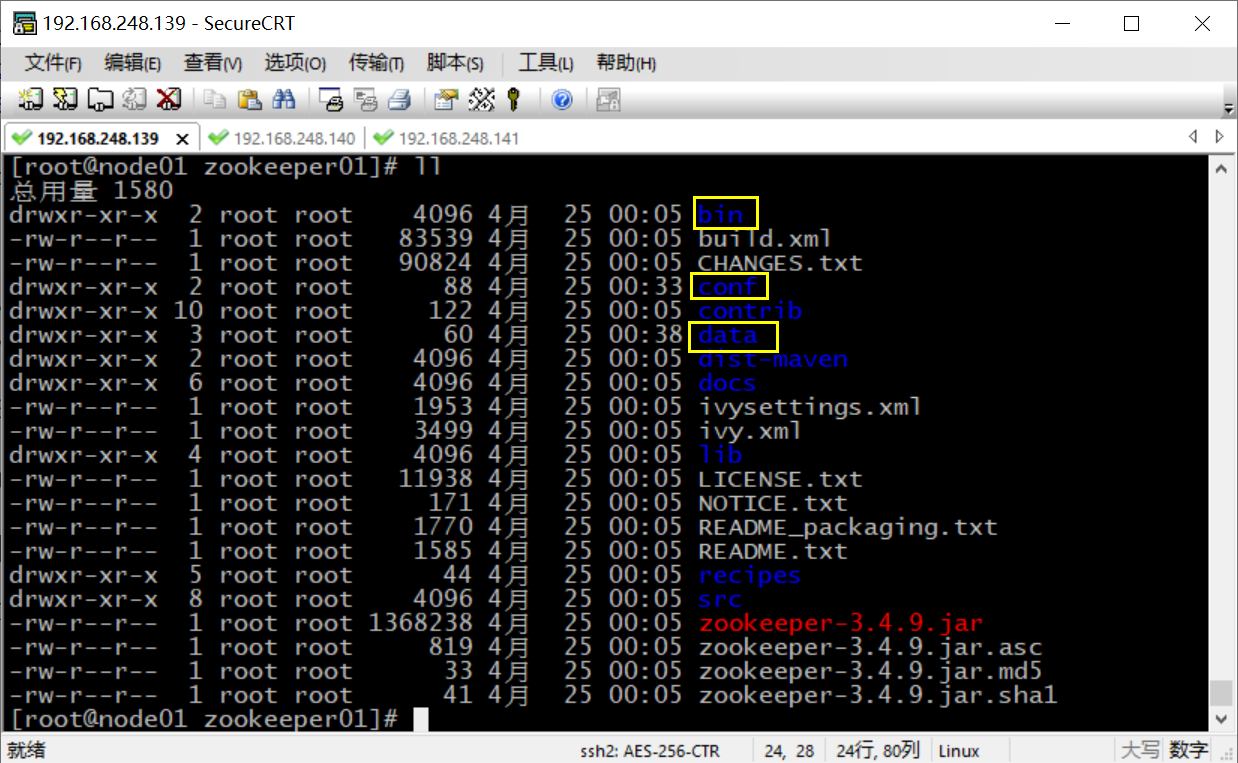 192.168.248.139 - SecureCRT
文件(F) 编辑(E) 查看(V) 选项(O) 传输(T) 脚本(S) 工具(L) 帮助(H)
192.168.248.139 192.168.248.140 192.168.248.141
[root@node01 zookeeper01]# ll
总用量 1580
drwxr-xr-x  2 root root    4096 4月  25 00:05 bin
-rw-r--r--  1 root root   83539 4月  25 00:05 build.xml
-rw-r--r--  1 root root   90824 4月  25 00:05 CHANGES.txt
drwxr-xr-x  2 root root      88 4月  25 00:33 conf
drwxr-xr-x 10 root root     122 4月  25 00:05 contrib
drwxr-xr-x  3 root root      60 4月  25 00:38 data
drwxr-xr-x  2 root root    4096 4月  25 00:05 dist-maven
drwxr-xr-x  6 root root    4096 4月  25 00:05 docs
-rw-r--r--  1 root root    1953 4月  25 00:05 ivysettings.xml
-rw-r--r--  1 root root    3499 4月  25 00:05 ivy.xml
drwxr-xr-x  4 root root    4096 4月  25 00:05 lib
-rw-r--r--  1 root root   11938 4月  25 00:05 LICENSE.txt
-rw-r--r--  1 root root     171 4月  25 00:05 NOTICE.txt
-rw-r--r--  1 root root    1770 4月  25 00:05 README_packaging.txt
-rw-r--r--  1 root root    1585 4月  25 00:05 README.txt
drwxr-xr-x  5 root root      44 4月  25 00:05 recipes
drwxr-xr-x  8 root root    4096 4月  25 00:05 src
-rw-r--r--  1 root root 1368238 4月  25 00:05 zookeeper-3.4.9.jar
-rw-r--r--  1 root root     819 4月  25 00:05 zookeeper-3.4.9.jar.asc
-rw-r--r--  1 root root      33 4月  25 00:05 zookeeper-3.4.9.jar.md5
-rw-r--r--  1 root root      41 4月  25 00:05 zookeeper-3.4.9.jar.sha1
[root@node01 zookeeper01]#
就绪 ssh2: AES-256-CTR 24, 28 24行, 80列 Linux 大写 数字